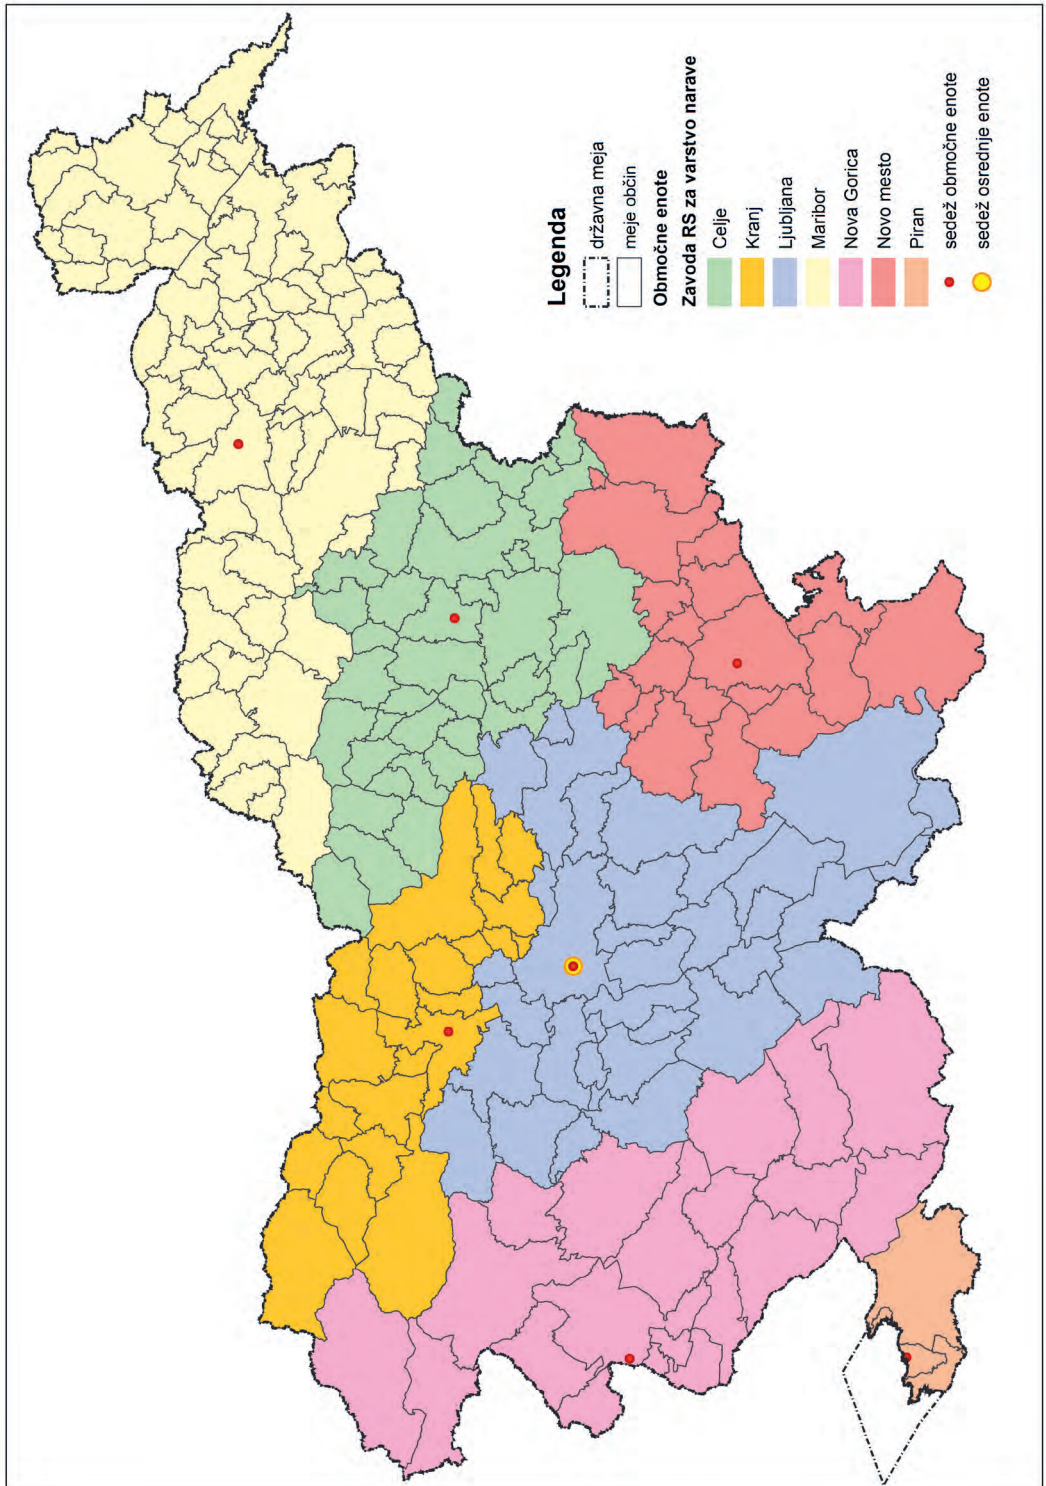 Legenda
državna meja
meje občin
Območne enote
Zavoda RS za varstvo narave
Celje
Kranj
Ljubljana
Maribor
Nova Gorica
Novo mesto
Piran
sedež območne enote
sedež osrednje enote